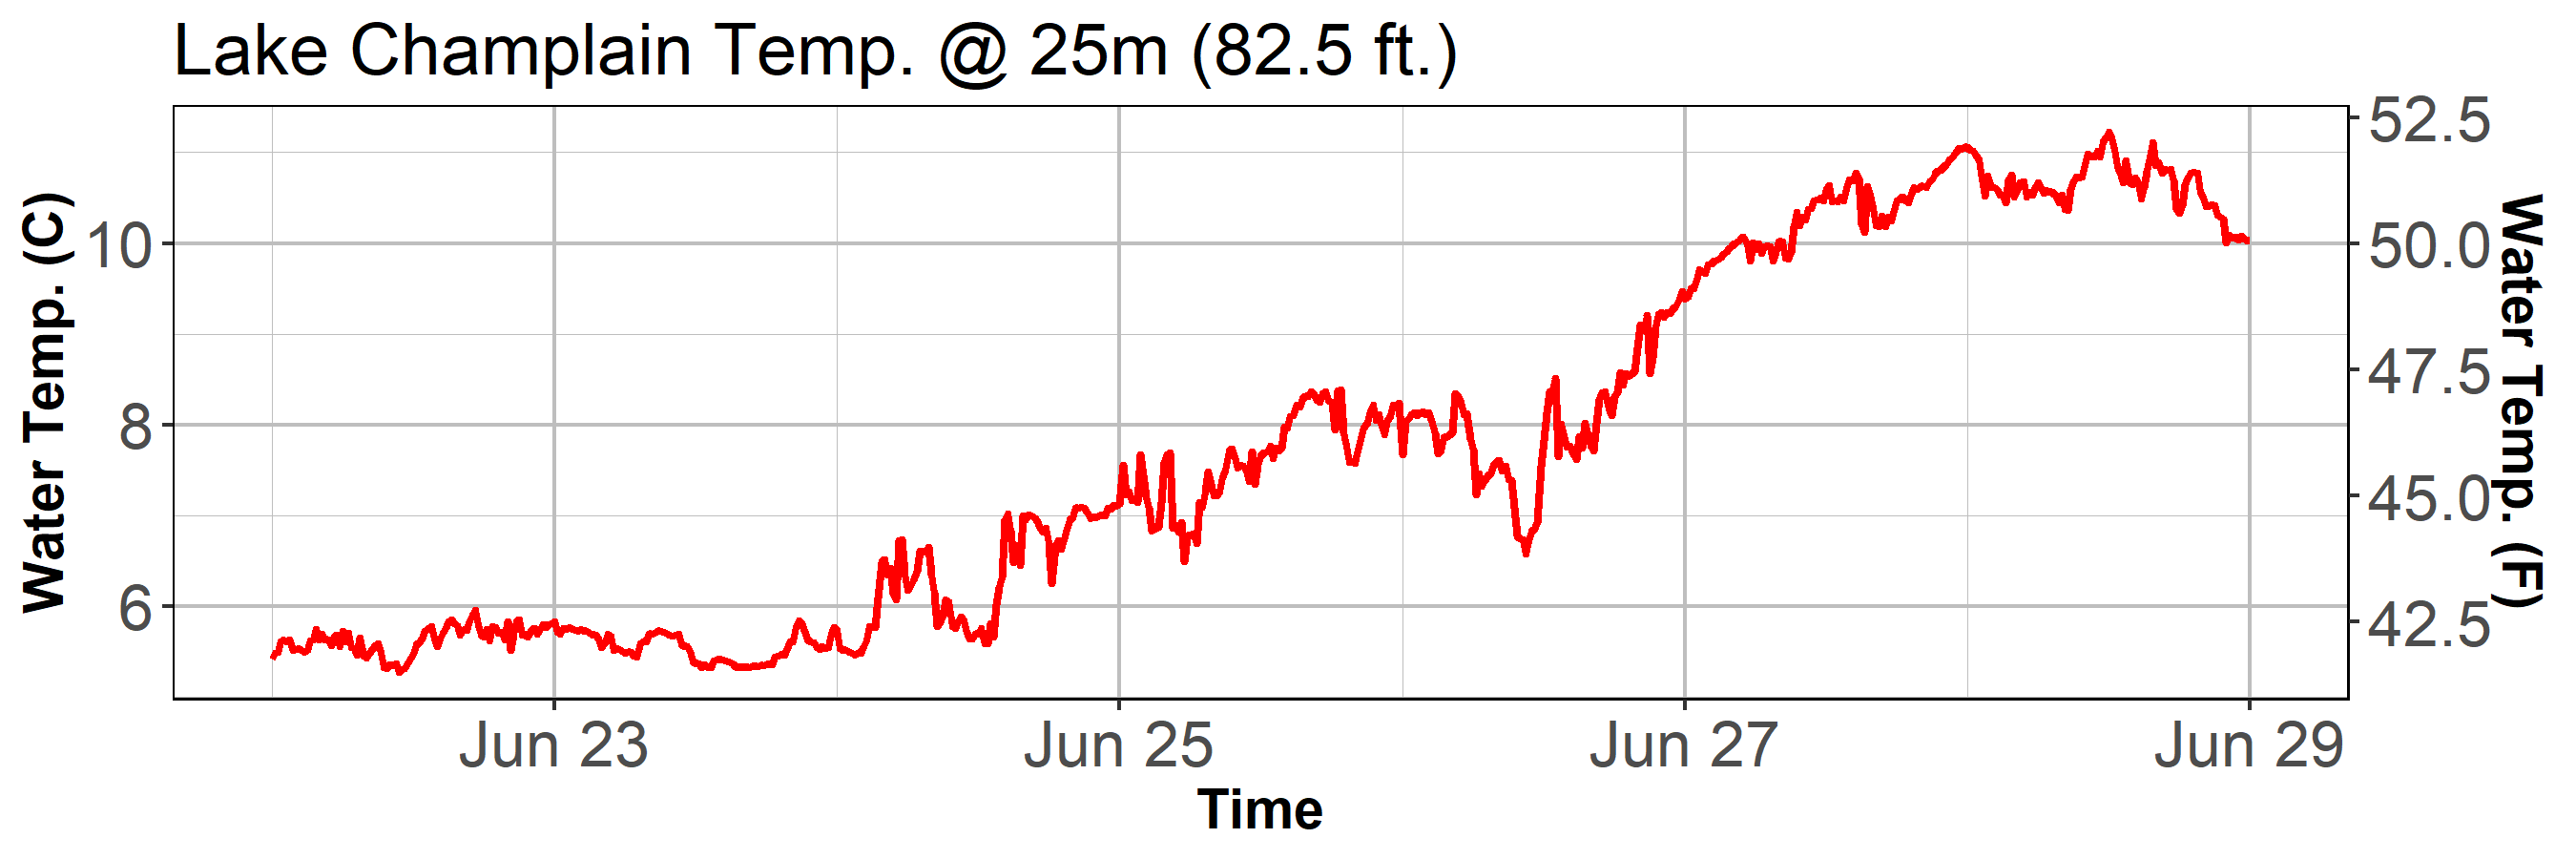 Lake Champlain Temp. @ 25m (82.5 ft.)
Water Temp. (C)
10
8
6
52.5
50.0
47.5
45.0
42.5
Water Temp. (F)
Jun 23 Jun 25 Jun 27 Jun 29
Time